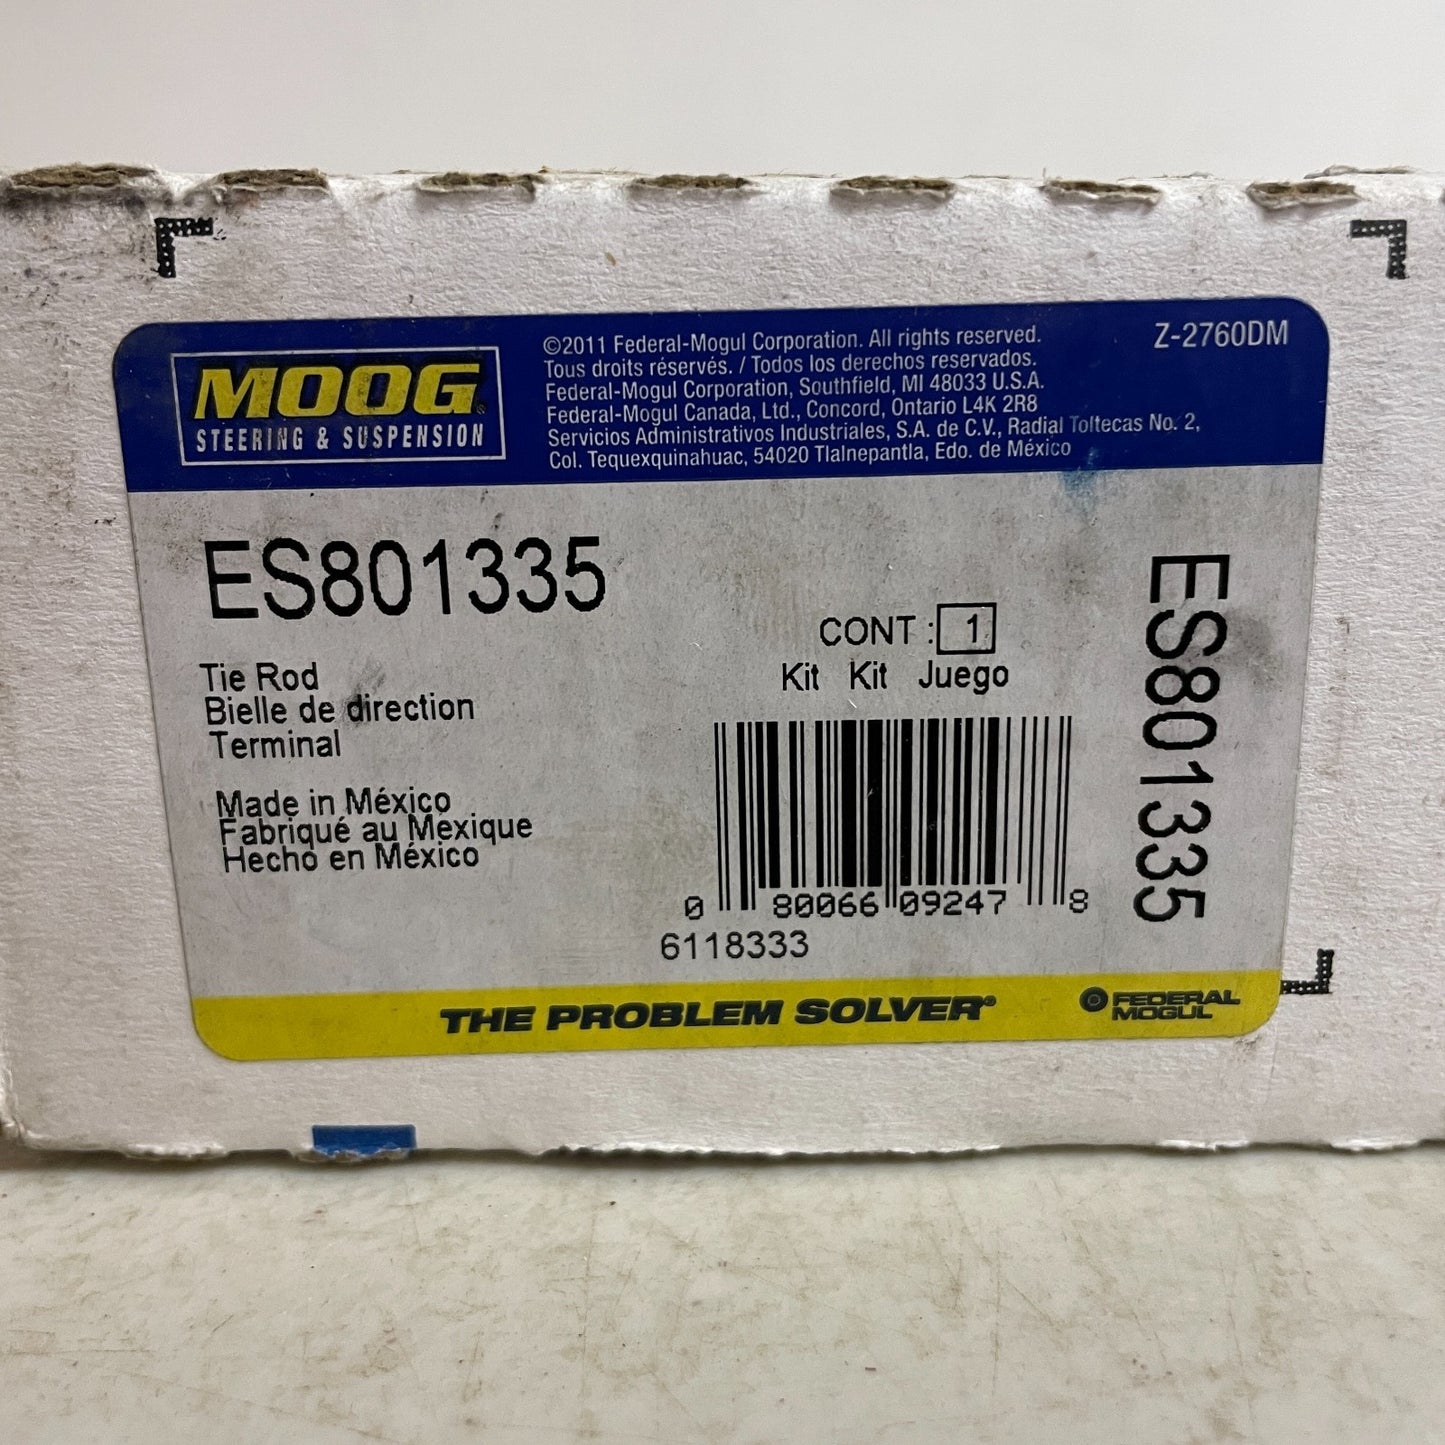 MOOG®
STEERING & SUSPENSION
©2011 Federal-Mogul Corporation. All rights reserved.
Tous droits réservés. / Todos los derechos reservados.
Federal-Mogul Corporation, Southfield, MI 48033 U.S.A.
Federal-Mogul Canada, Ltd., Concord, Ontario L4K 2R8
Servicios Administrativos Industriales, S.A. de C.V., Radial Toltecas No. 2,
Col. Tequexquinahuac, 54020 Tlalnepantla, Edo. de México
Z-2760DM
ES801335
Tie Rod
Bielle de direction
Terminal
Made in México
Fabriqué au Mexique
Hecho en México
CONT : 1
Kit Kit Juego
0 80066 09247 8
6118333
ES801335
THE PROBLEM SOLVER®
FEDERAL
MOGUL